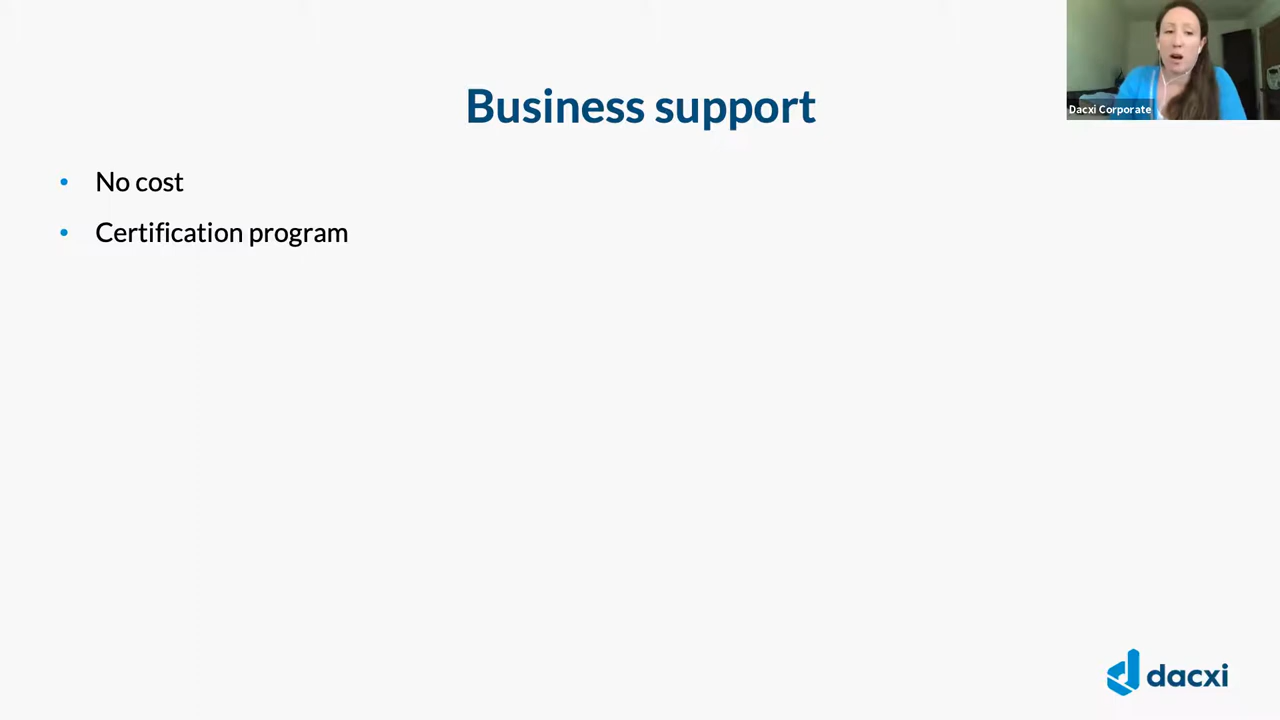 Business support
Dacxi Corporate
• No cost
• Certification program
dacxi